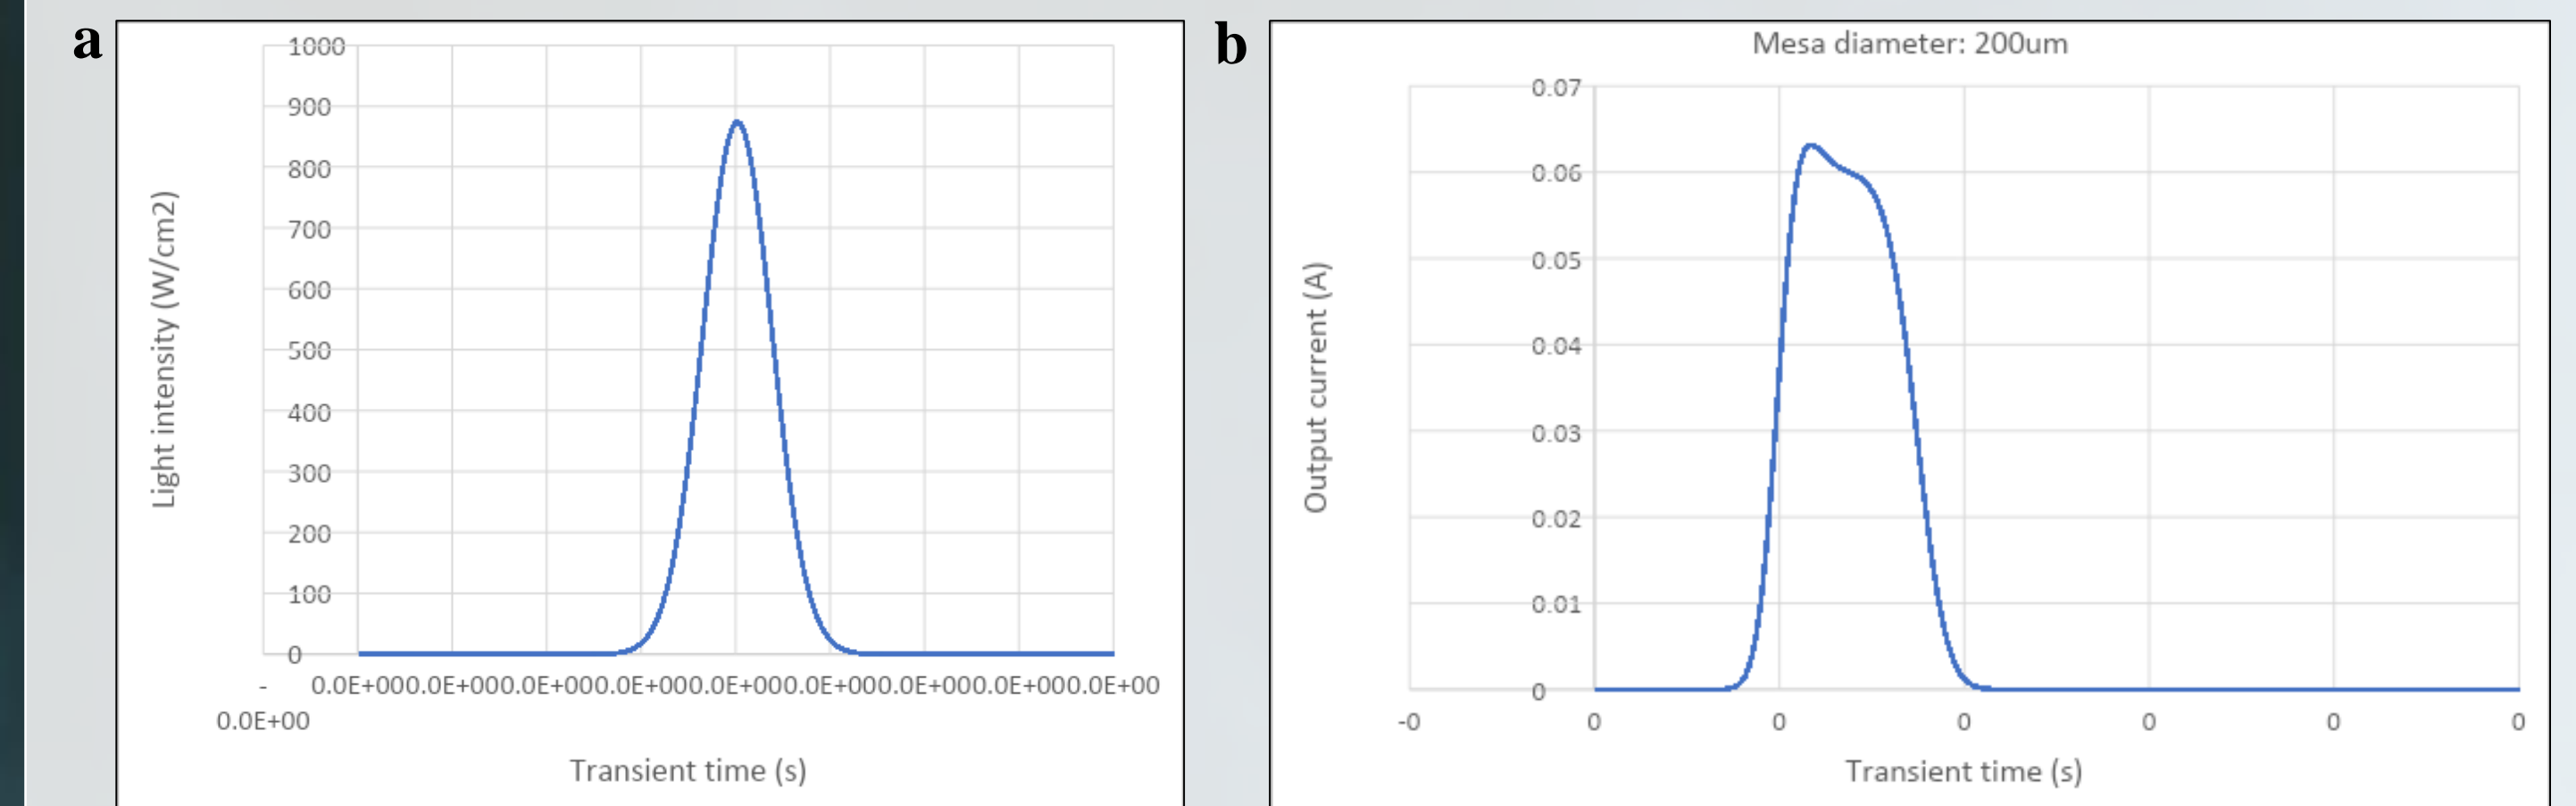 a
1000
900
800
700
600
500
400
300
200
100
0
Light intensity (W/cm2)
- 0.0E+000.0E+000.0E+000.0E+000.0E+000.0E+000.0E+000.0E+000.0E+00
0.0E+00
Transient time (s)
b
Mesa diameter: 200um
0.07
0.06
0.05
0.04
0.03
0.02
0.01
0
Output current (A)
-0 0 0 0 0 0 0
Transient time (s)